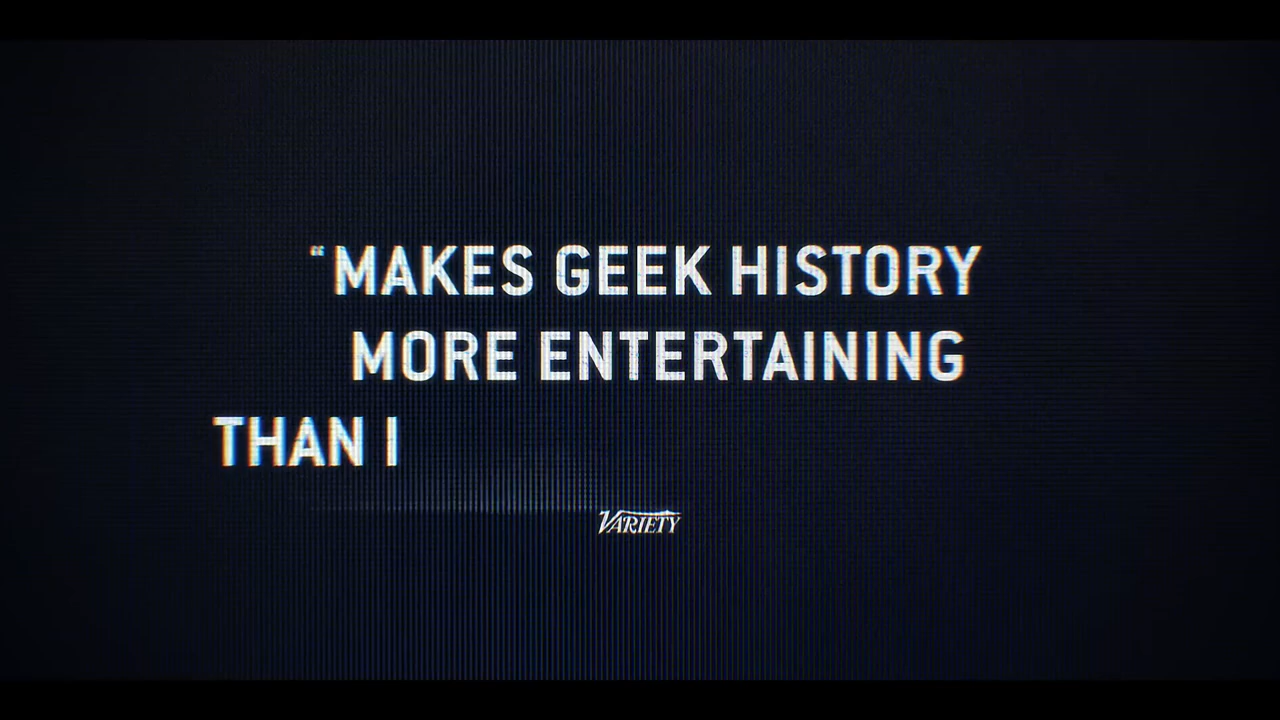 “MAKES GEEK HISTORY
MORE ENTERTAINING
THAN I
VARIETY